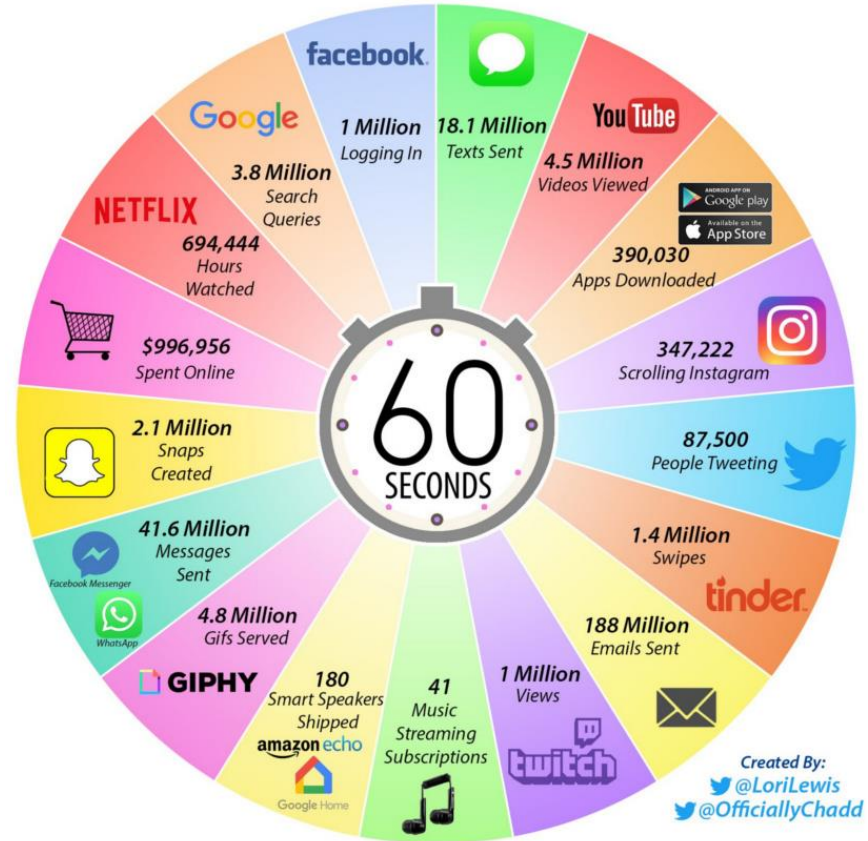 facebook.
1 Million
Logging In
18.1 Million
Texts Sent
YouTube
4.5 Million
Videos Viewed
ANDROID APP ON
Google play
Available on the
App Store
390,030
Apps Downloaded
347,222
Scrolling Instagram
87,500
People Tweeting
1.4 Million
Swipes
tinder
188 Million
Emails Sent
1 Million
Views
twitch
41
Music
Streaming
Subscriptions
180
Smart Speakers
Shipped
amazon echo
Google Home
4.8 Million
Gifs Served
GIPHY
41.6 Million
Messages
Sent
Facebook Messenger
WhatsApp
2.1 Million
Snaps
Created
$996,956
Spent Online
NETFLIX
694,444
Hours
Watched
Google
3.8 Million
Search
Queries
60
SECONDS
Created By:
@LoriLewis
@OfficiallyChadd